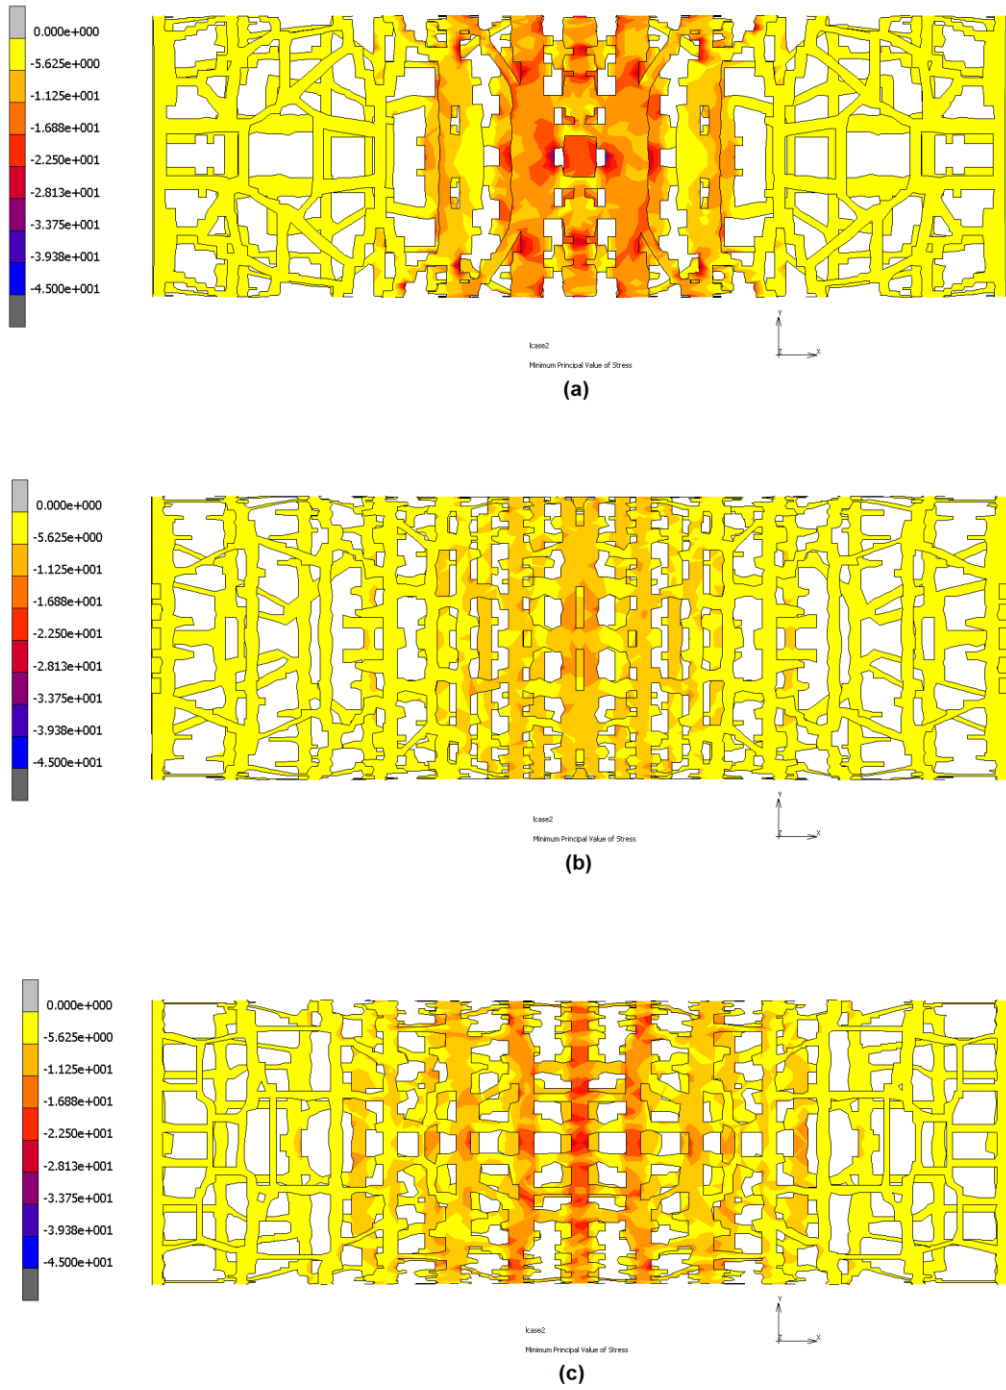 0.000e+000
-5.625e+000
-1.125e+001
-1.688e+001
-2.250e+001
-2.813e+001
-3.375e+001
-3.938e+001
-4.500e+001
Y
Z X
lcase2
Minimum Principal Value of Stress
(a)
0.000e+000
-5.625e+000
-1.125e+001
-1.688e+001
-2.250e+001
-2.813e+001
-3.375e+001
-3.938e+001
-4.500e+001
Y
Z X
lcase2
Minimum Principal Value of Stress
(b)
0.000e+000
-5.625e+000
-1.125e+001
-1.688e+001
-2.250e+001
-2.813e+001
-3.375e+001
-3.938e+001
-4.500e+001
Y
Z X
lcase2
Minimum Principal Value of Stress
(c)